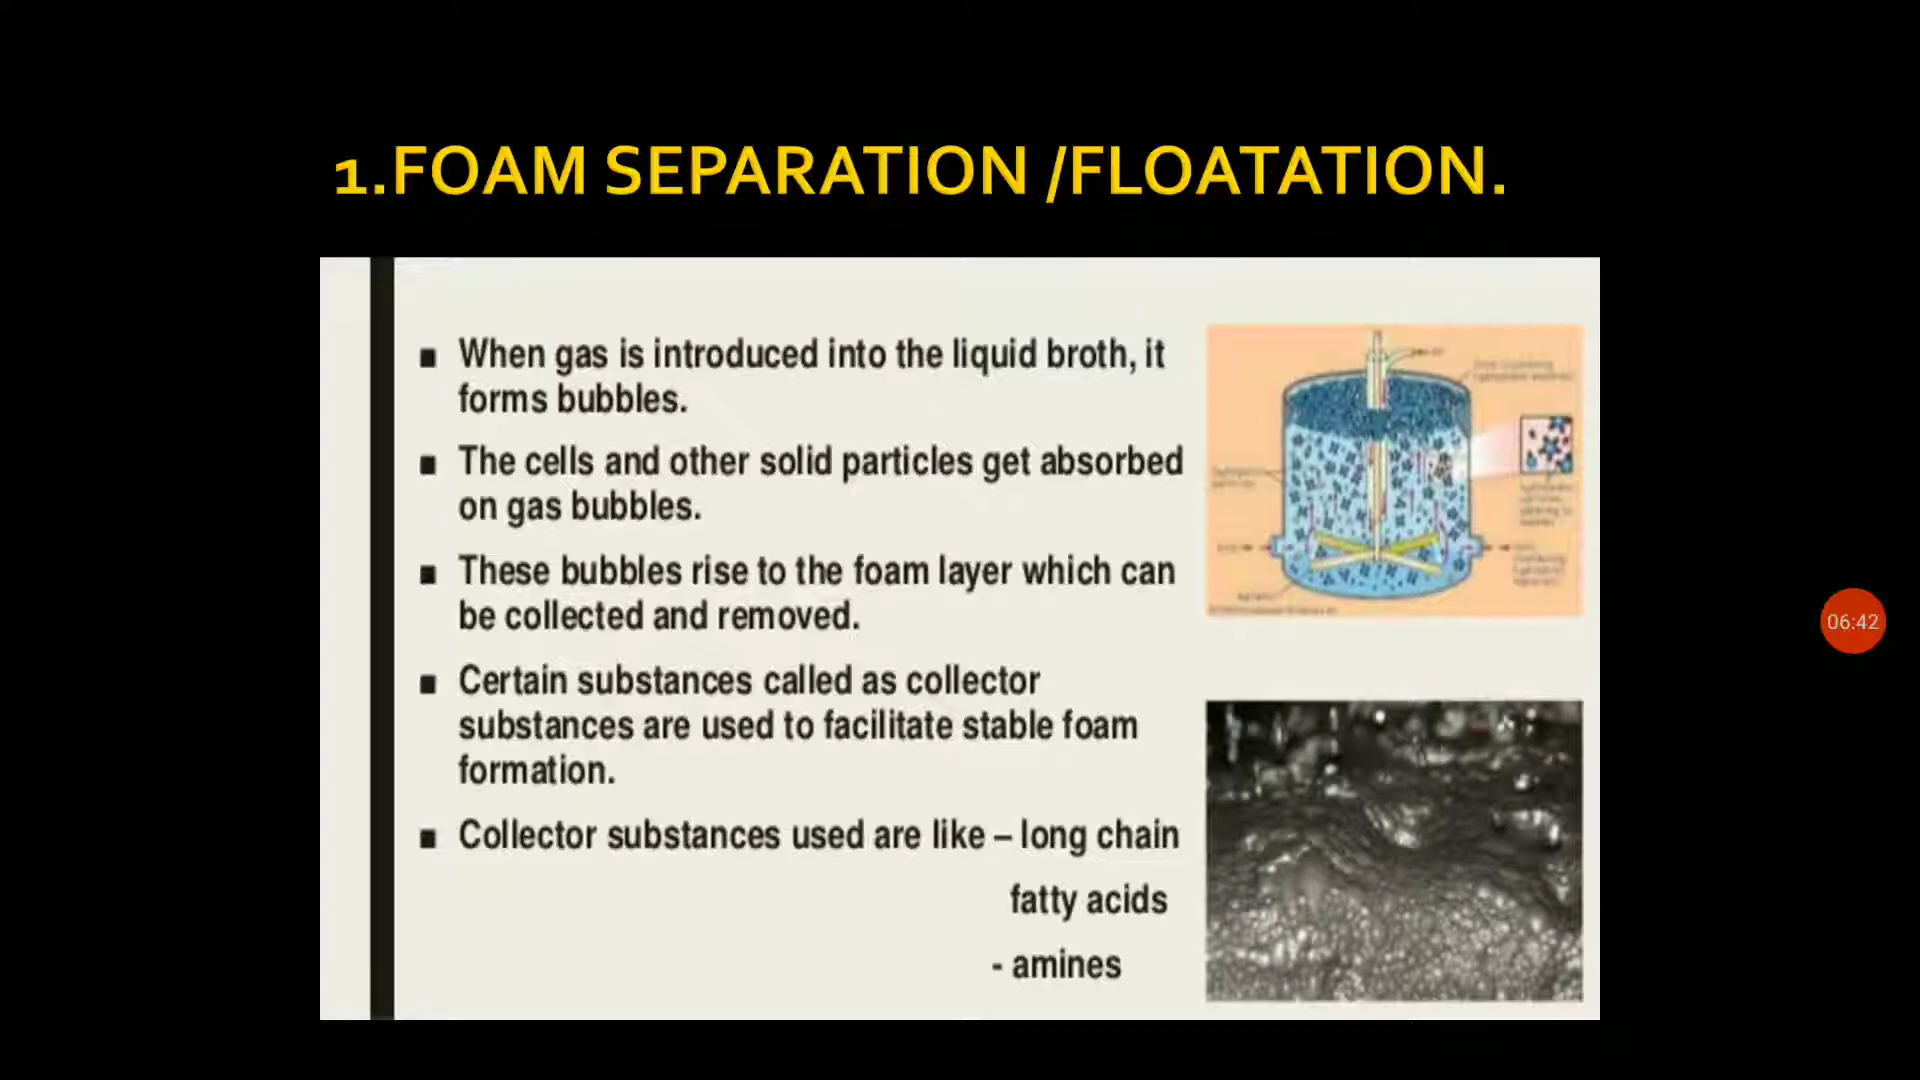 1.FOAM SEPARATION /FLOATATION.
■ When gas is introduced into the liquid broth, it
forms bubbles.
■ The cells and other solid particles get absorbed
on gas bubbles.
■ These bubbles rise to the foam layer which can
be collected and removed.
■ Certain substances called as collector
substances are used to facilitate stable foam
formation.
■ Collector substances used are like – long chain
fatty acids
- amines
06:42